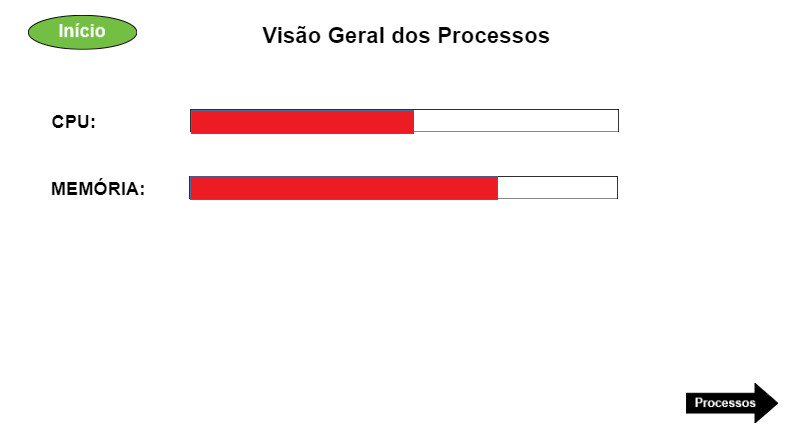 Início
Visão Geral dos Processos
CPU:
MEMÓRIA:
Processos